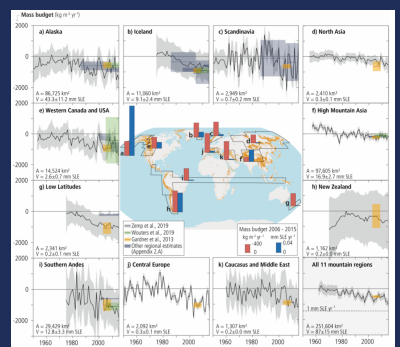 Mass budget (kg m⁻² yr⁻¹)
a) Alaska
b) Iceland
c) Scandinavia
d) North Asia
2000
0
-2000
A = 86,725 km²
V = 43.3±11.2 mm SLE
A = 11,060 km²
V = 9.1±2.4 mm SLE
A = 2,949 km²
V = 0.7±0.2 mm SLE
A = 2,410 km²
V = 0.3±0.1 mm SLE
e) Western Canada and USA
f) High Mountain Asia
2000
0
-2000
A = 14,524 km²
V = 2.6±0.7 mm SLE
A = 97,605 km²
V = 16.9±2.7 mm SLE
g) Low Latitudes
h) New Zealand
2000
0
-2000
A = 2,341 km²
V = 0.2±0.1 mm SLE
Zemp et al., 2019
Wouters et al., 2019
Gardner et al., 2013
Other regional estimates
(Appendix 2.A)
Mass budget 2006 - 2015
kg m⁻² yr⁻¹
mm SLE yr⁻¹
-400
0
0.04
0
A = 1,162 km²
V = 0.2±0.0 mm SLE
i) Southern Andes
j) Central Europe
k) Caucasus and Middle East
All 11 mountain regions
2000
0
-2000
A = 29,429 km²
V = 12.8±3.3 mm SLE
A = 2,092 km²
V = 0.3±0.1 mm SLE
A = 1,307 km²
V = 0.2±0.0 mm SLE
1 mm SLE yr⁻¹
A = 251,604 km²
V = 87±15 mm SLE
1960 1980 2000
1960 1980 2000
1960 1980 2000
1960 1980 2000